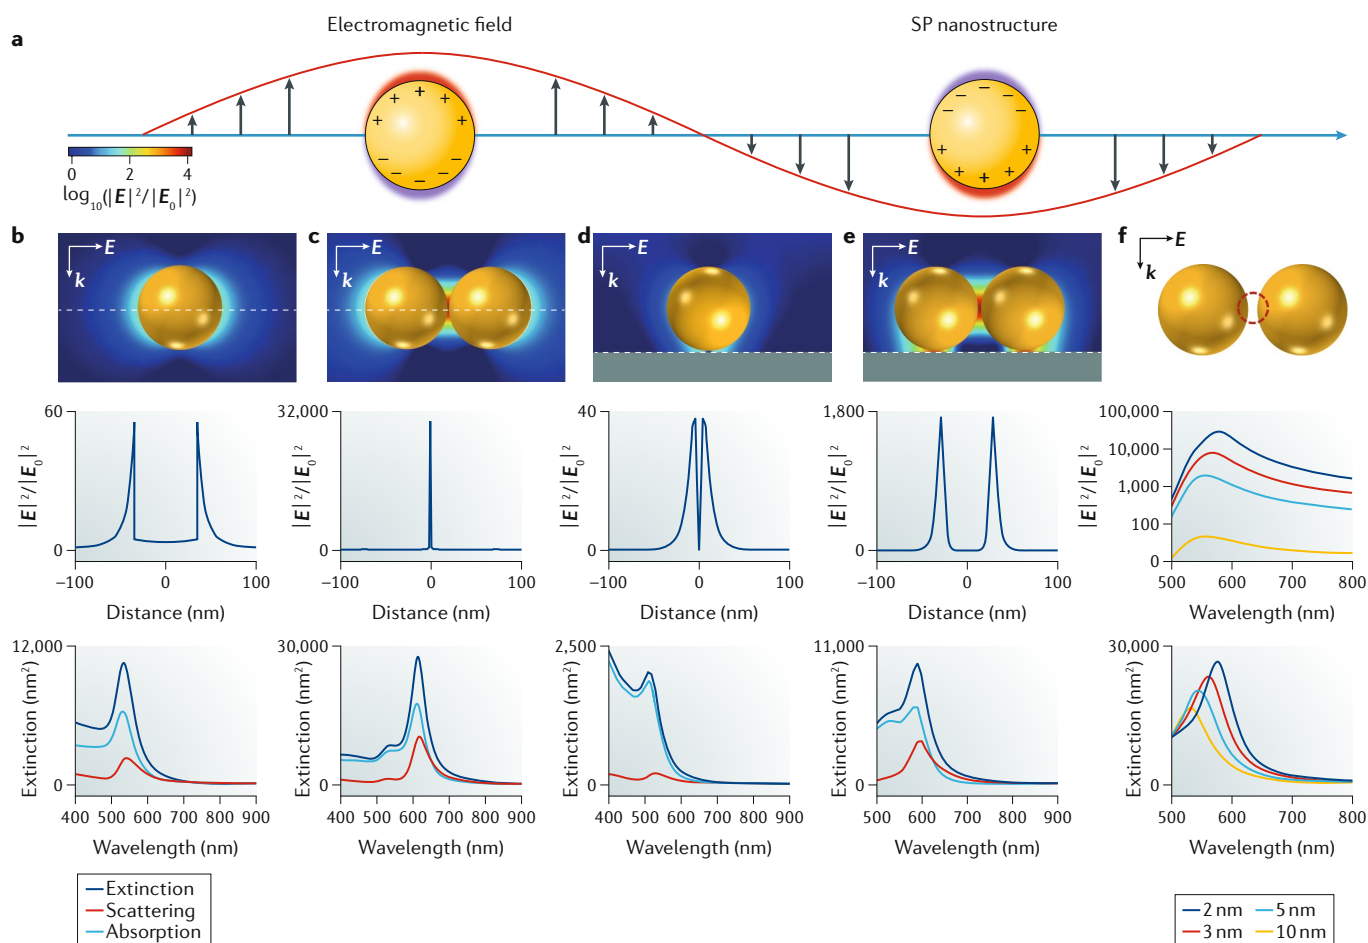 Electromagnetic field
SP nanostructure
a
+ + + + + − − − − −
− − − − − + + + + +
0 2 4
log₁₀(|E|²/|E₀|²)
b c d e f
E E E E E
k k k k k
|E|²/|E₀|²
60
0
−100 0 100
Distance (nm)
|E|²/|E₀|²
32,000
0
−100 0 100
Distance (nm)
|E|²/|E₀|²
40
0
−100 0 100
Distance (nm)
|E|²/|E₀|²
1,800
0
−100 0 100
Distance (nm)
|E|²/|E₀|²
100,000
10,000
1,000
100
0
500 600 700 800
Wavelength (nm)
Extinction (nm²)
12,000
0
400 500 600 700 800 900
Wavelength (nm)
Extinction (nm²)
30,000
0
400 500 600 700 800 900
Wavelength (nm)
Extinction (nm²)
2,500
0
400 500 600 700 800 900
Wavelength (nm)
Extinction (nm²)
11,000
0
500 600 700 800 900
Wavelength (nm)
Extinction (nm²)
30,000
0
500 600 700 800
Wavelength (nm)
Extinction
Scattering
Absorption
2 nm 5 nm
3 nm 10 nm